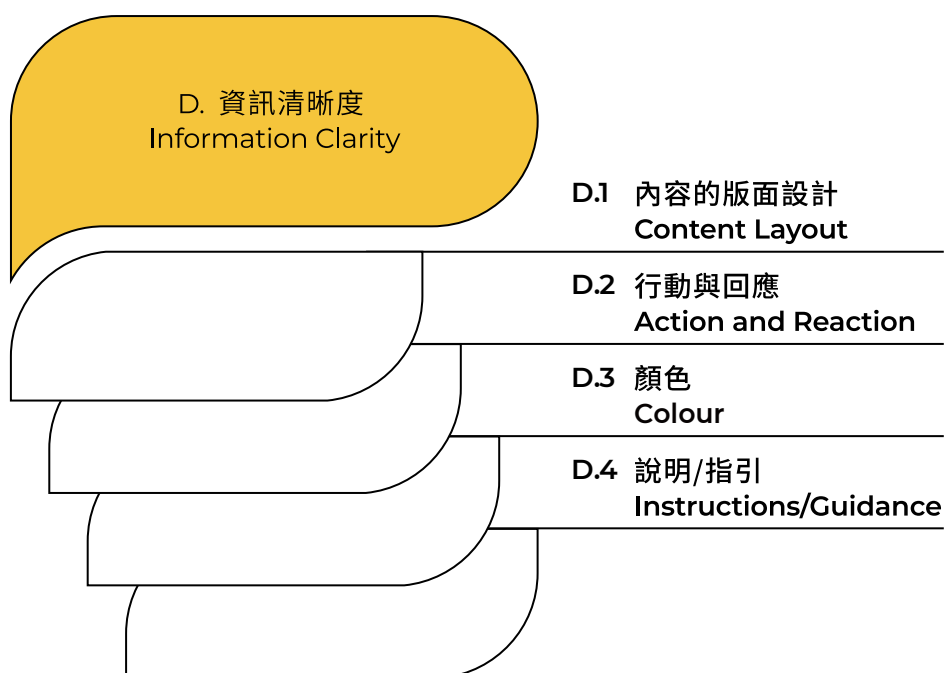 D. 資訊清晰度
Information Clarity
D.1 內容的版面設計
Content Layout
D.2 行動與回應
Action and Reaction
D.3 顏色
Colour
D.4 說明/指引
Instructions/Guidance